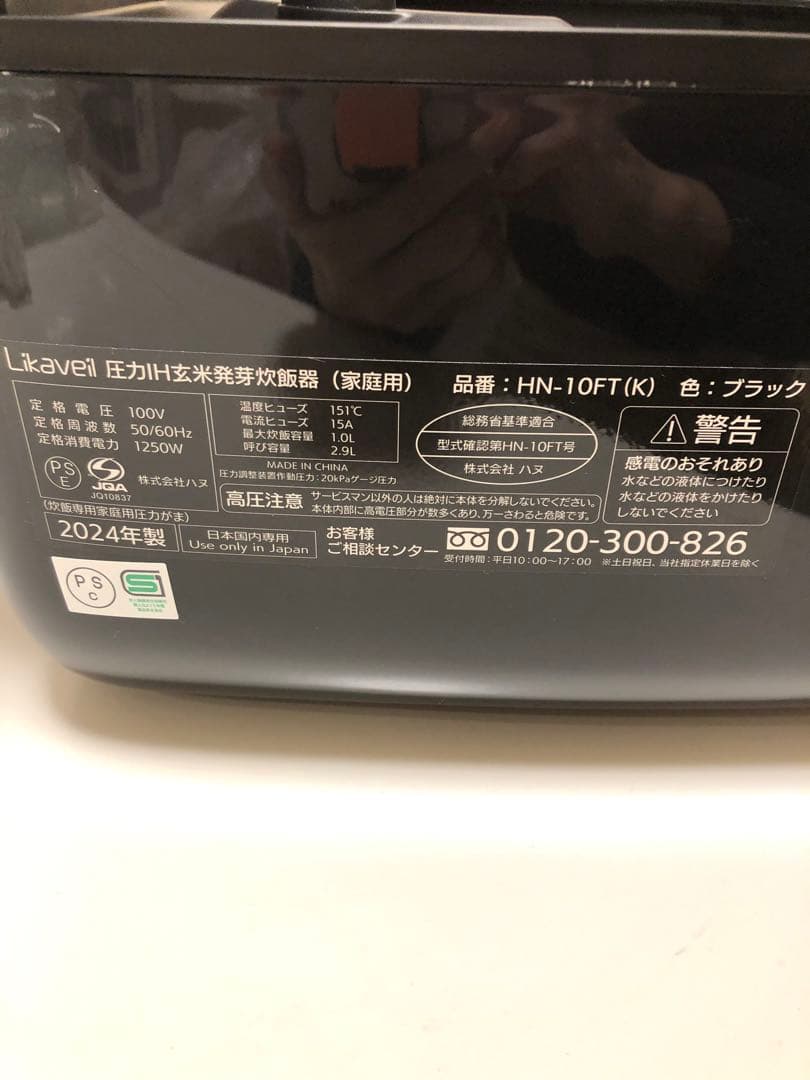 Likaveil 圧力IH玄米発芽炊飯器（家庭用） 品番：HN-10FT(K) 色：ブラック
定格電圧 100V
定格周波数 50/60Hz
定格消費電力 1250W
PS
E
JQA
JQ10837
株式会社ハヌ
温度ヒューズ 151℃
電流ヒューズ 15A
最大炊飯容量 1.0L
呼び容量 2.9L
MADE IN CHINA
圧力調整装置作動圧力：20kPaゲージ圧力
総務省基準適合
型式確認第HN-10FT号
株式会社 ハヌ
警告
感電のおそれあり
水などの液体につけたり
水などの液体をかけたり
しないでください
高圧注意 サービスマン以外の人は絶対に本体を分解しないでください。
本体内部に高電圧部分が数多くあり、万一さわると危険です。
(炊飯専用家庭用圧力がま)
2024年製
日本国内専用
Use only in Japan
お客様
ご相談センター
0120-300-826
受付時間：平日10：00〜17：00 ※土日祝日、当社指定休業日を除く
PS
C